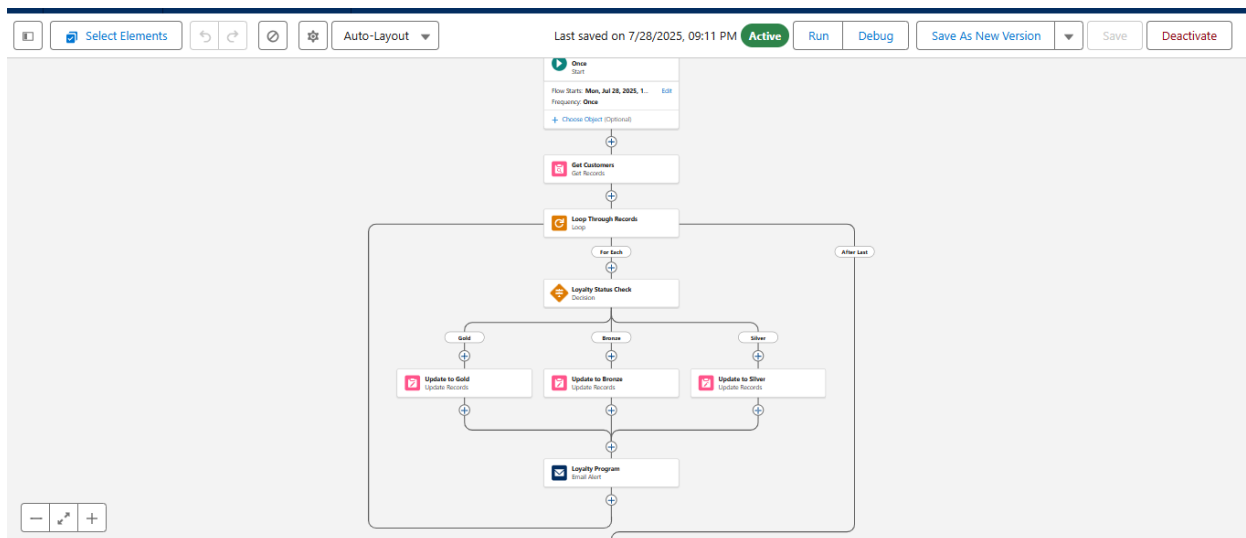 Select Elements
Auto-Layout
Last saved on 7/28/2025, 09:11 PM
Active
Run
Debug
Save As New Version
Save
Deactivate
Once
Start
Flow Starts: Mon, Jul 28, 2025, 1... Edit
Frequency: Once
+ Choose Object (Optional)
Get Customers
Get Records
Loop Through Records
Loop
For Each
After Last
Loyalty Status Check
Decision
Gold
Bronze
Silver
Update to Gold
Update Records
Update to Bronze
Update Records
Update to Silver
Update Records
Loyalty Program
Email Alert